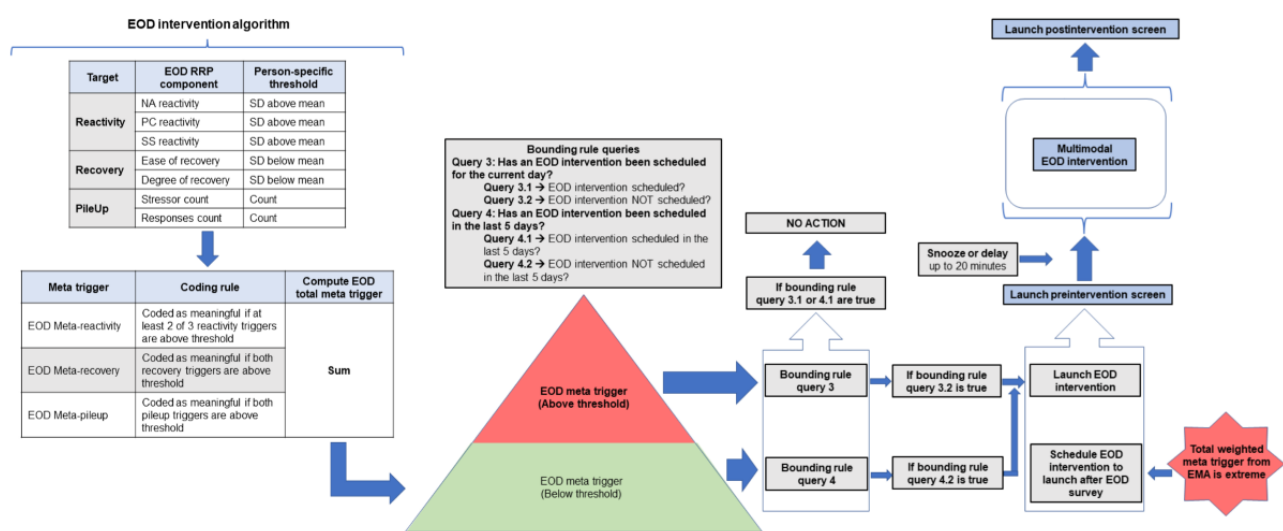 EOD intervention algorithm
Target
EOD RRP
component
Person-specific
threshold
Reactivity
NA reactivity
SD above mean
PC reactivity
SD above mean
SS reactivity
SD above mean
Recovery
Ease of recovery
SD below mean
Degree of recovery
SD below mean
PileUp
Stressor count
Count
Responses count
Count
Meta trigger
Coding rule
Compute EOD
total meta trigger
EOD Meta-reactivity
Coded as meaningful if at
least 2 of 3 reactivity triggers
are above threshold
EOD Meta-recovery
Coded as meaningful if both
recovery triggers are above
threshold
EOD Meta-pileup
Coded as meaningful if both
pileup triggers are above
threshold
Sum
Bounding rule queries
Query 3: Has an EOD intervention been scheduled
for the current day?
Query 3.1 → EOD intervention scheduled?
Query 3.2 → EOD intervention NOT scheduled?
Query 4: Has an EOD intervention been scheduled
in the last 5 days?
Query 4.1 → EOD intervention scheduled in the
last 5 days?
Query 4.2 → EOD intervention NOT scheduled
in the last 5 days?
EOD meta trigger
(Above threshold)
EOD meta trigger
(Below threshold)
NO ACTION
If bounding rule
query 3.1 or 4.1 are true
Bounding rule
query 3
If bounding rule
query 3.2 is true
Bounding rule
query 4
If bounding rule
query 4.2 is true
Launch postintervention screen
Multimodal
EOD intervention
Snooze or delay
up to 20 minutes
Launch preintervention screen
Launch EOD
intervention
Schedule EOD
intervention to
launch after EOD
survey
Total weighted
meta trigger from
EMA is extreme